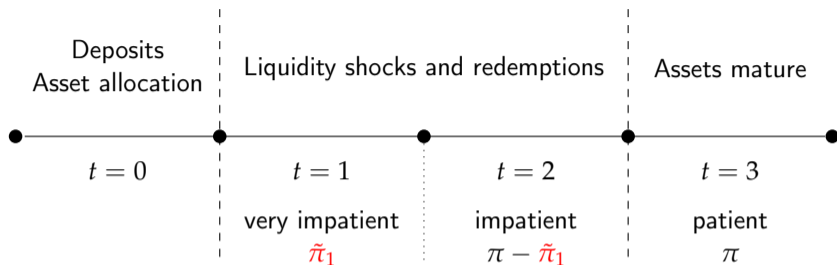 Deposits
Asset allocation
Liquidity shocks and redemptions
Assets mature
t = 0
t = 1
t = 2
t = 3
very impatient
impatient
patient
π̃₁
π − π̃₁
π